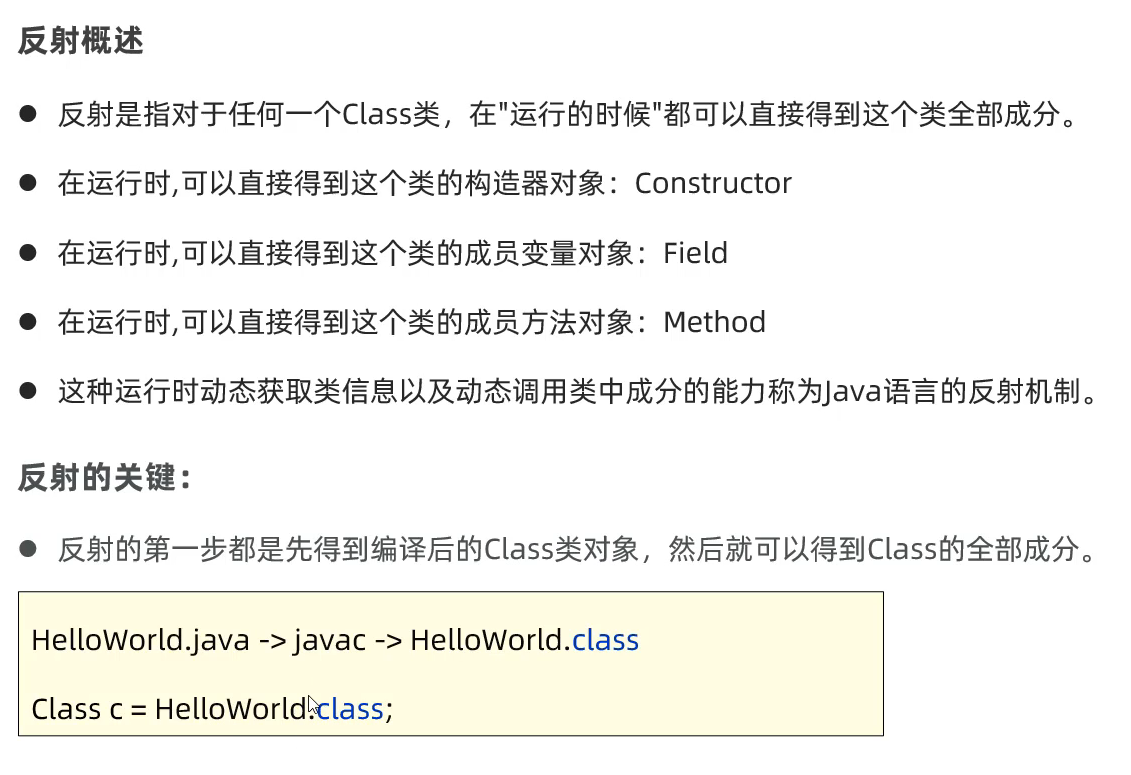 反射概述
● 反射是指对于任何一个Class类，在"运行的时候"都可以直接得到这个类全部成分。
● 在运行时,可以直接得到这个类的构造器对象：Constructor
● 在运行时,可以直接得到这个类的成员变量对象：Field
● 在运行时,可以直接得到这个类的成员方法对象：Method
● 这种运行时动态获取类信息以及动态调用类中成分的能力称为Java语言的反射机制。
反射的关键：
● 反射的第一步都是先得到编译后的Class类对象，然后就可以得到Class的全部成分。
HelloWorld.java -> javac -> HelloWorld.class
Class c = HelloWorld.class;